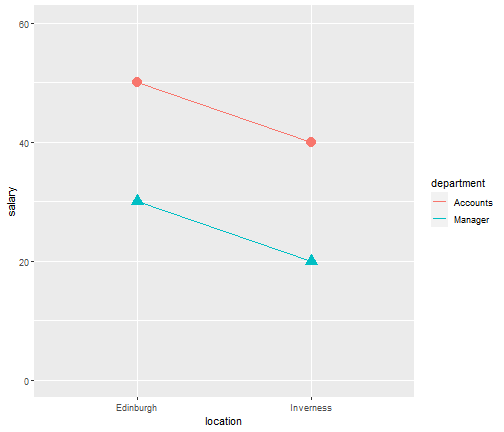 60
40
20
0
salary
Edinburgh
Inverness
location
department
Accounts
Manager